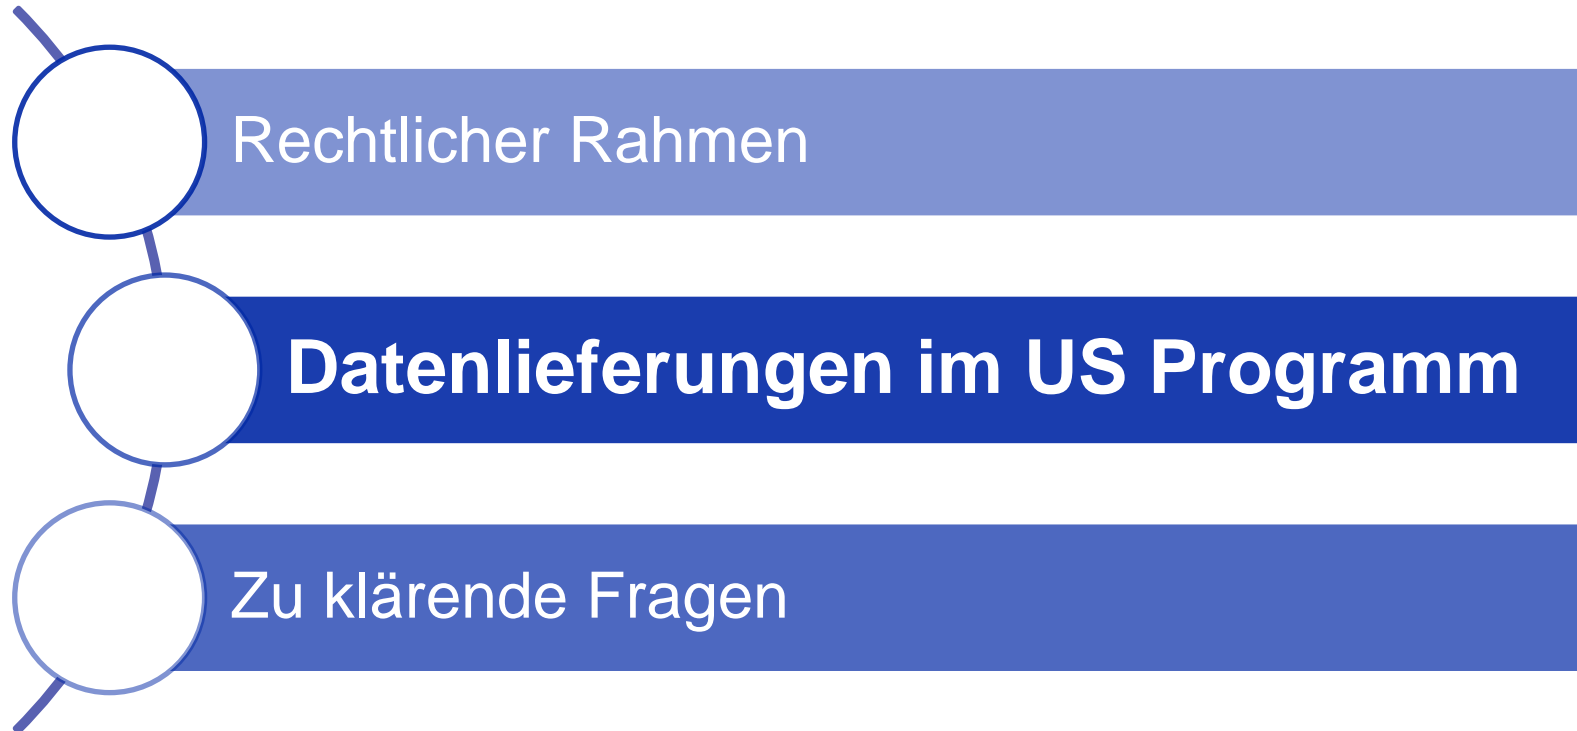 Rechtlicher Rahmen
Datenlieferungen im US Programm
Zu klärende Fragen